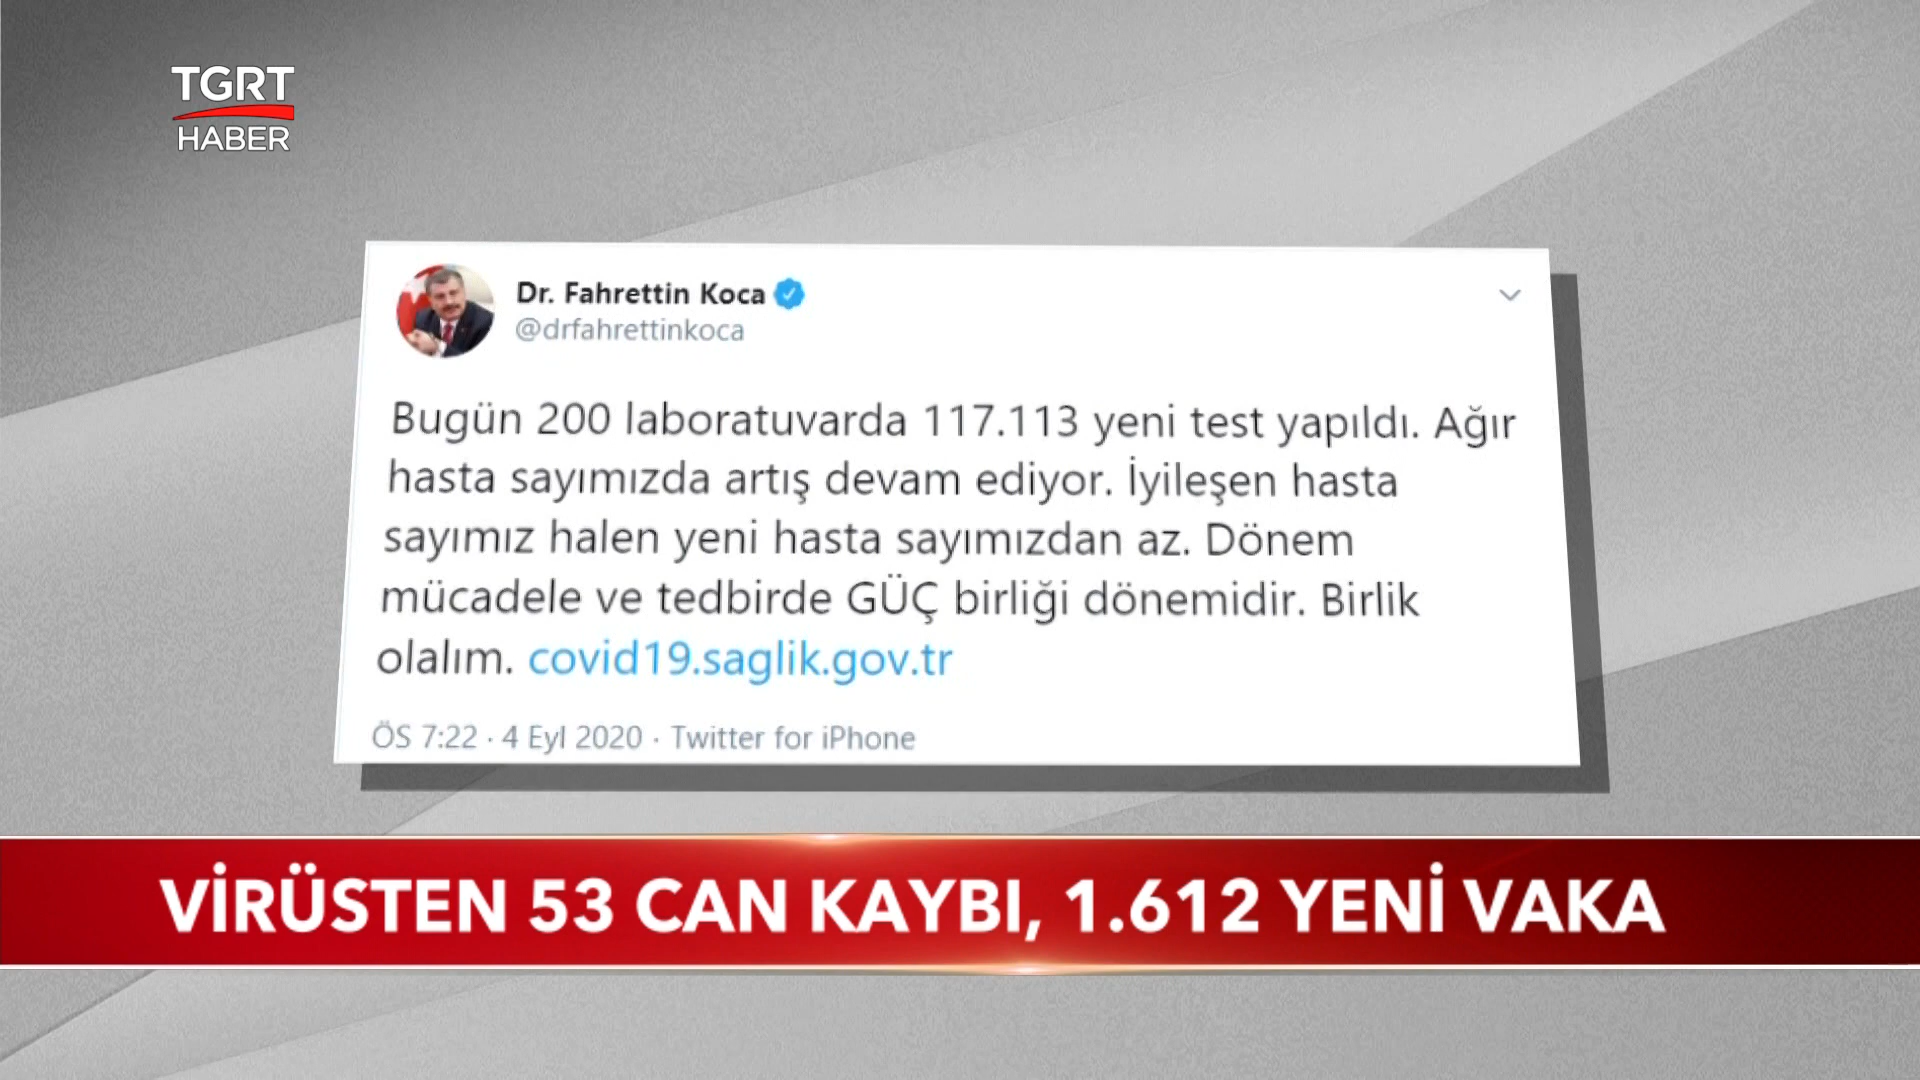 TGRT
HABER
Dr. Fahrettin Koca
@drfahrettinkoca
Bugün 200 laboratuvarda 117.113 yeni test yapıldı. Ağır
hasta sayımızda artış devam ediyor. İyileşen hasta
sayımız halen yeni hasta sayımızdan az. Dönem
mücadele ve tedbirde GÜÇ birliği dönemidir. Birlik
olalım. covid19.saglik.gov.tr
ÖS 7:22 · 4 Eyl 2020 · Twitter for iPhone
VİRÜSTEN 53 CAN KAYBI, 1.612 YENİ VAKA